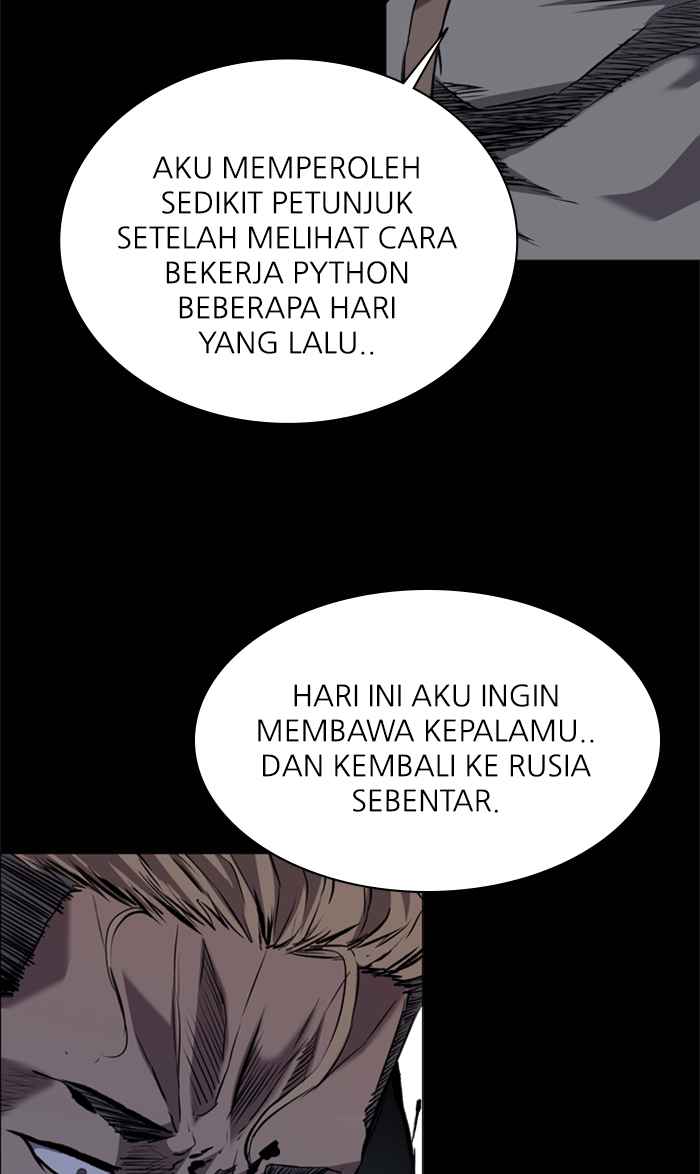 AKU MEMPEROLEH
SEDIKIT PETUNJUK
SETELAH MELIHAT CARA
BEKERJA PYTHON
BEBERAPA HARI
YANG LALU..
HARI INI AKU INGIN
MEMBAWA KEPALAMU..
DAN KEMBALI KE RUSIA
SEBENTAR.